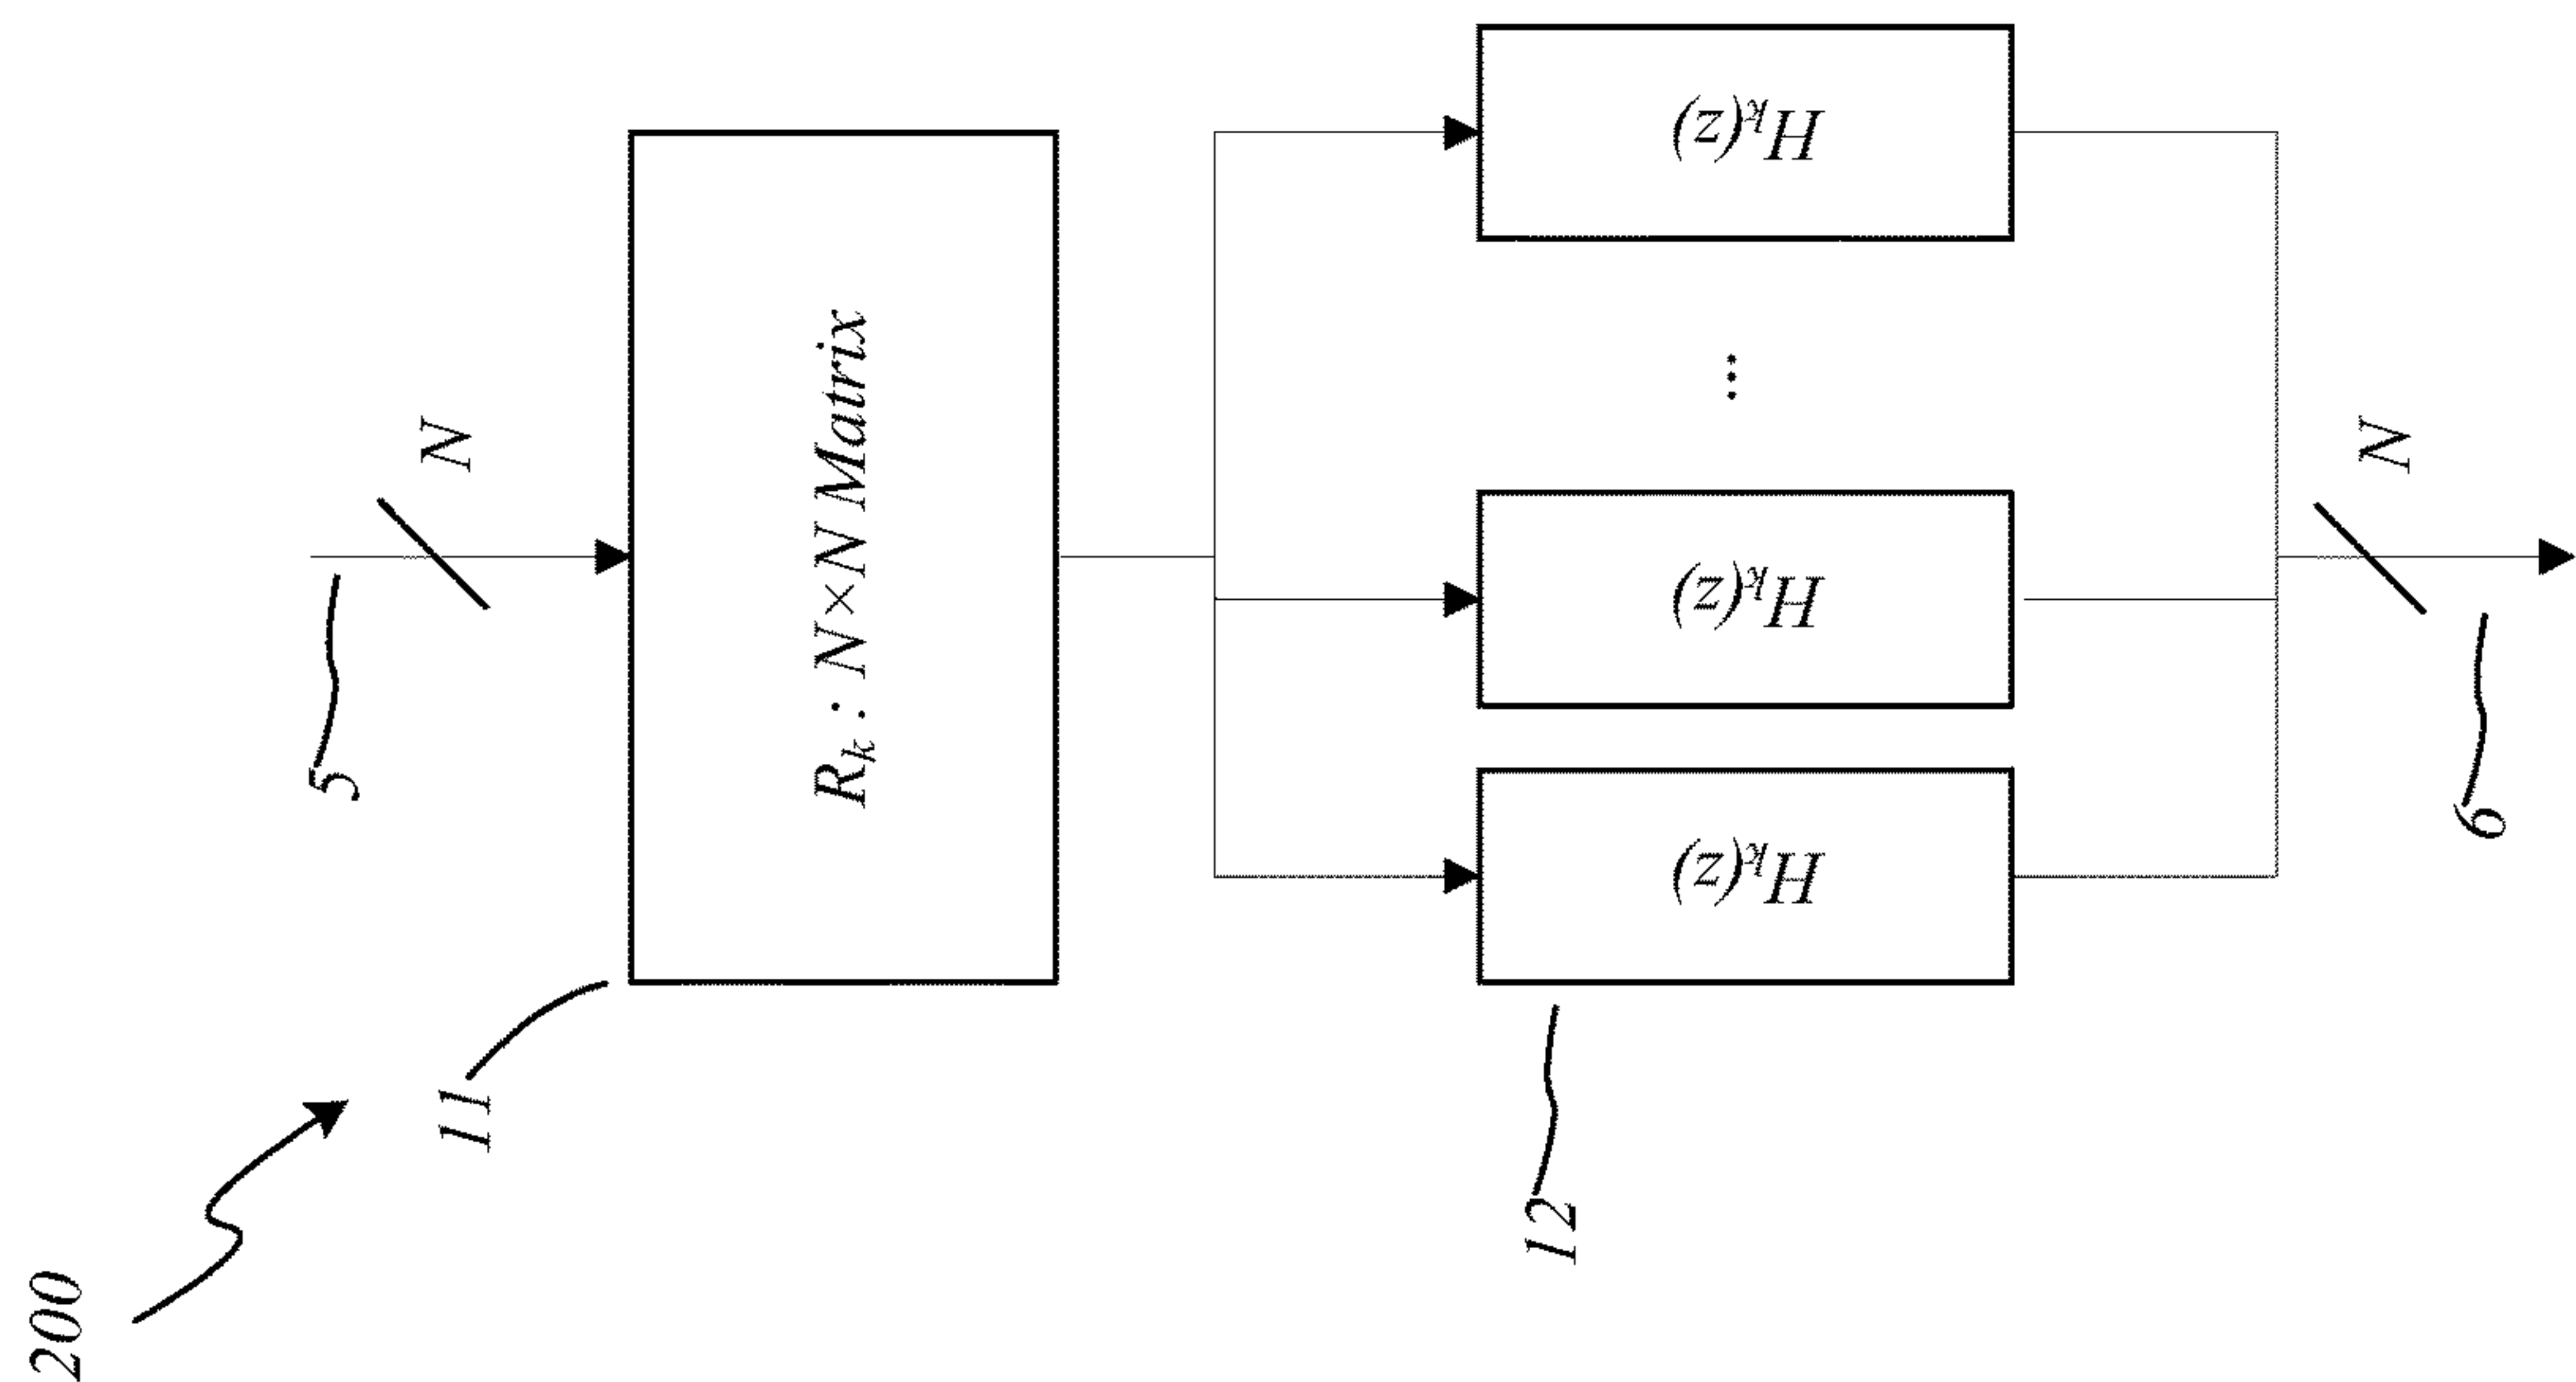 200
5
N
11
R_k : N×N Matrix
12
H_k(z)
H_k(z)
...
H_k(z)
N
6